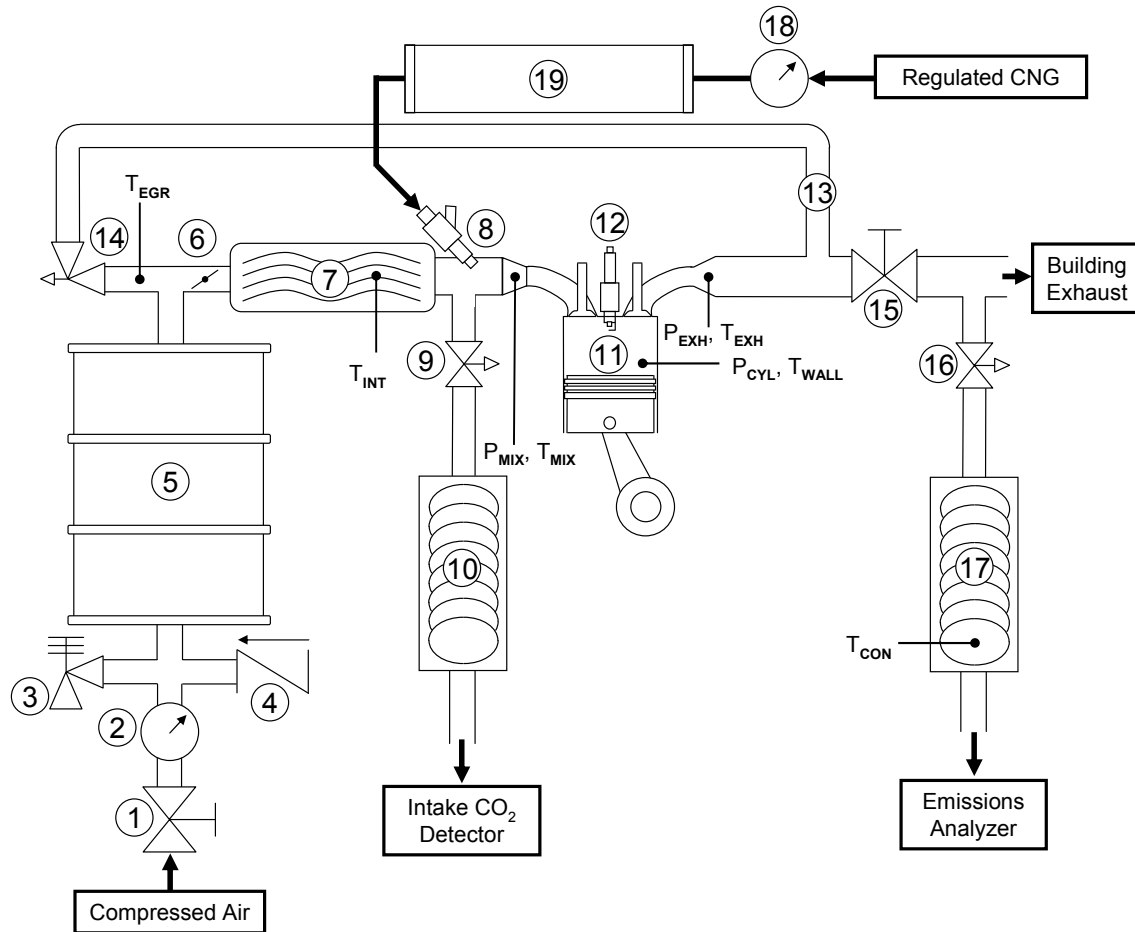 18
19
Regulated CNG
T_EGR
13
14
6
8
12
7
Building
Exhaust
15
P_EXH, T_EXH
11
9
T_INT
16
P_CYL, T_WALL
P_MIX, T_MIX
5
10
17
T_CON
3
4
2
1
Intake CO₂
Detector
Emissions
Analyzer
Compressed Air